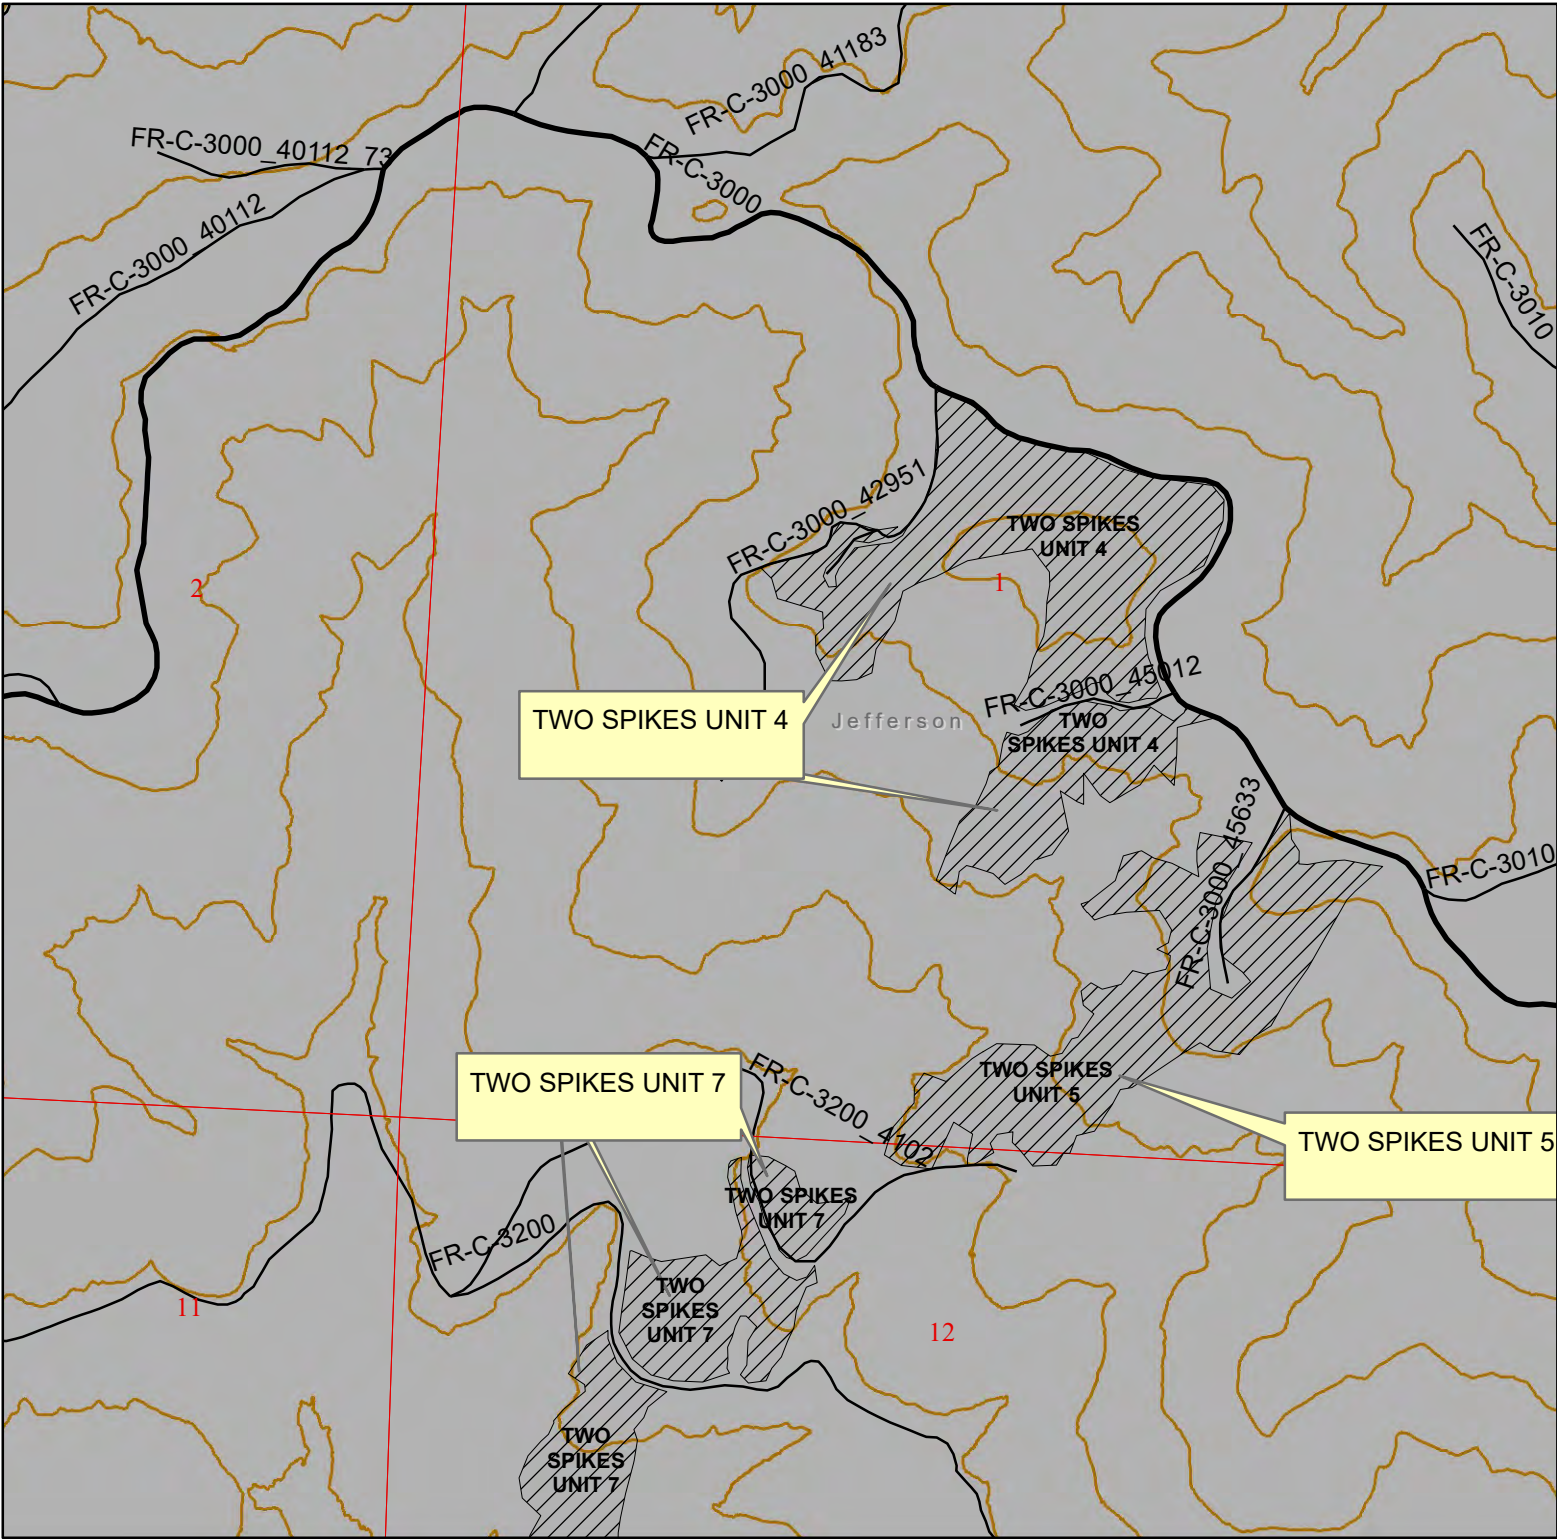 FR-C-3000_41183
FR-C-3000_40112_73
FR-C-3000
FR-C-3000_40112
FR-C-3010
FR-C-3000_42951
TWO SPIKES
UNIT 4
2
1
FR-C-3000_45012
TWO SPIKES UNIT 4
Jefferson
TWO
SPIKES UNIT 4
FR-C-3000_45633
FR-C-3010
TWO SPIKES UNIT 7
FR-C-3200_4102
TWO SPIKES
UNIT 5
TWO SPIKES UNIT 5
TWO SPIKES
UNIT 7
FR-C-3200
11
TWO
SPIKES
UNIT 7
12
TWO
SPIKES
UNIT 7